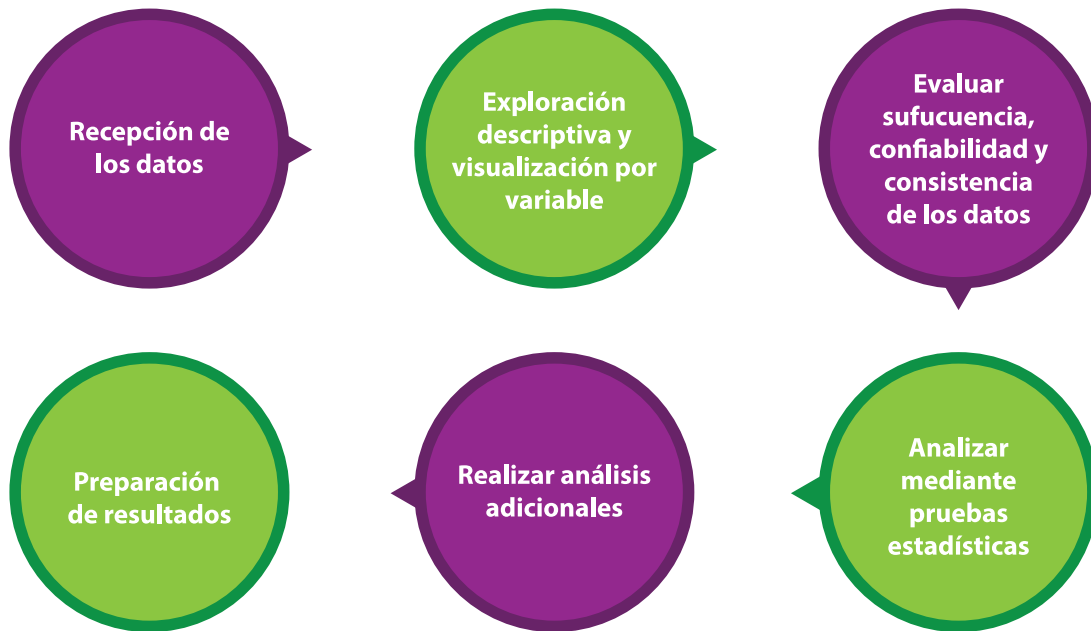 Recepción de
los datos
Exploración
descriptiva y
visualización por
variable
Evaluar
sufucuencia,
confiabilidad y
consistencia
de los datos
Analizar
mediante
pruebas
estadísticas
Realizar análisis
adicionales
Preparación
de resultados